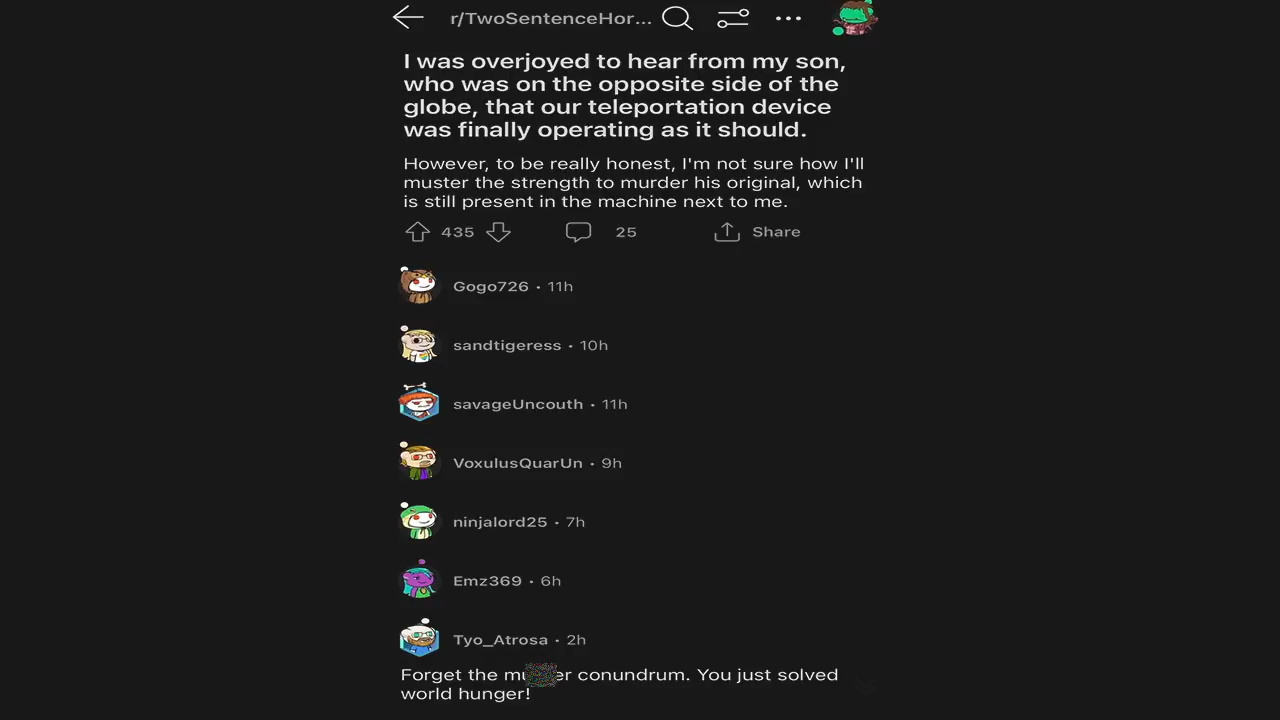 r/TwoSentenceHor...
I was overjoyed to hear from my son,
who was on the opposite side of the
globe, that our teleportation device
was finally operating as it should.
However, to be really honest, I'm not sure how I'll
muster the strength to murder his original, which
is still present in the machine next to me.
435 25 Share
Gogo726 • 11h
sandtigeress • 10h
savageUncouth • 11h
VoxulusQuarUn • 9h
ninjalord25 • 7h
Emz369 • 6h
Tyo_Atrosa • 2h
Forget the conundrum. You just solved
world hunger!